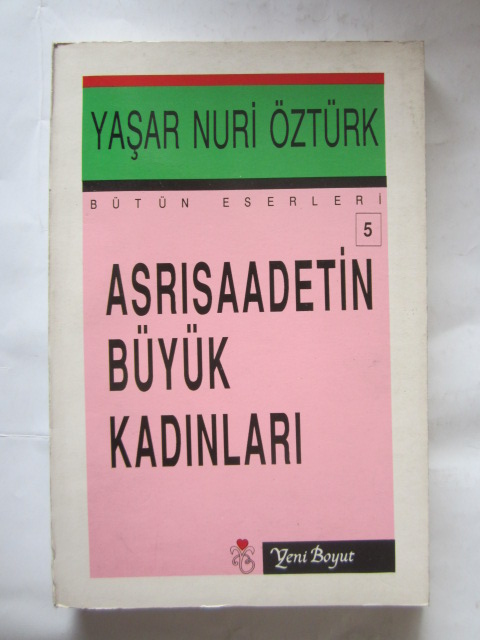 YAŞAR NURİ ÖZTÜRK
BÜTÜN ESERLERİ
5
ASRISAADETİN
BÜYÜK
KADINLARI
Yeni Boyut